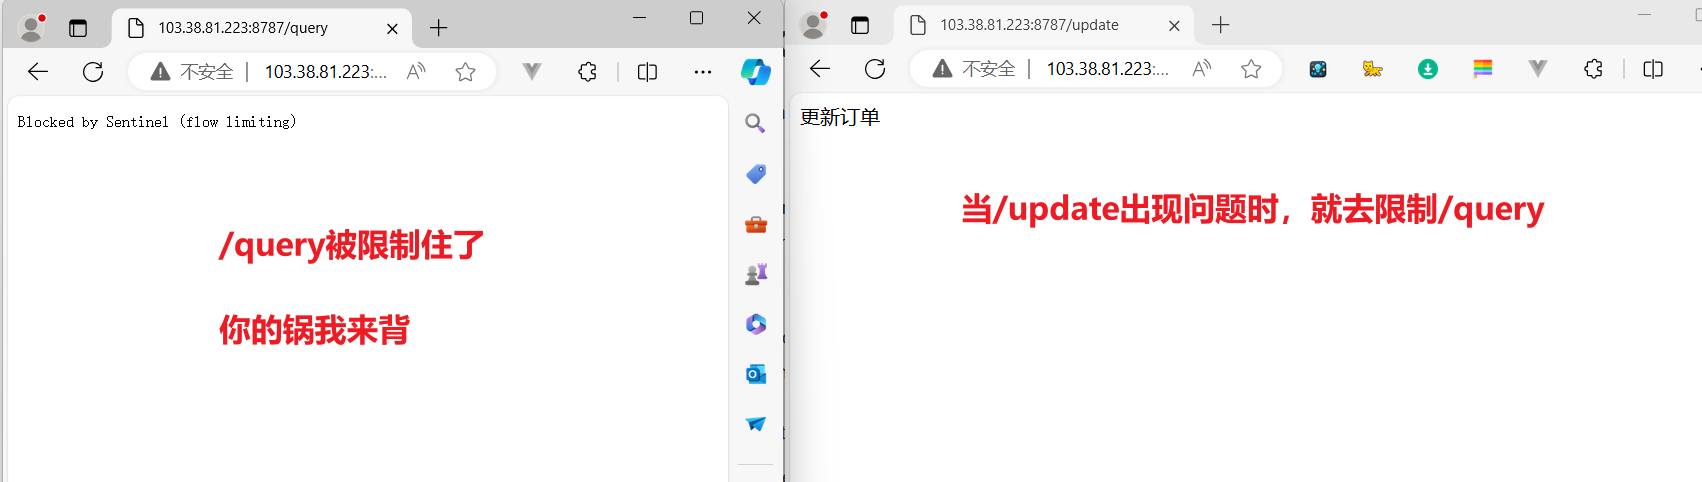 103.38.81.223:8787/query
不安全 | 103.38.81.223:...
Blocked by Sentinel (flow limiting)
/query被限制住了
你的锅我来背
103.38.81.223:8787/update
不安全 | 103.38.81.223:...
更新订单
当/update出现问题时，就去限制/query